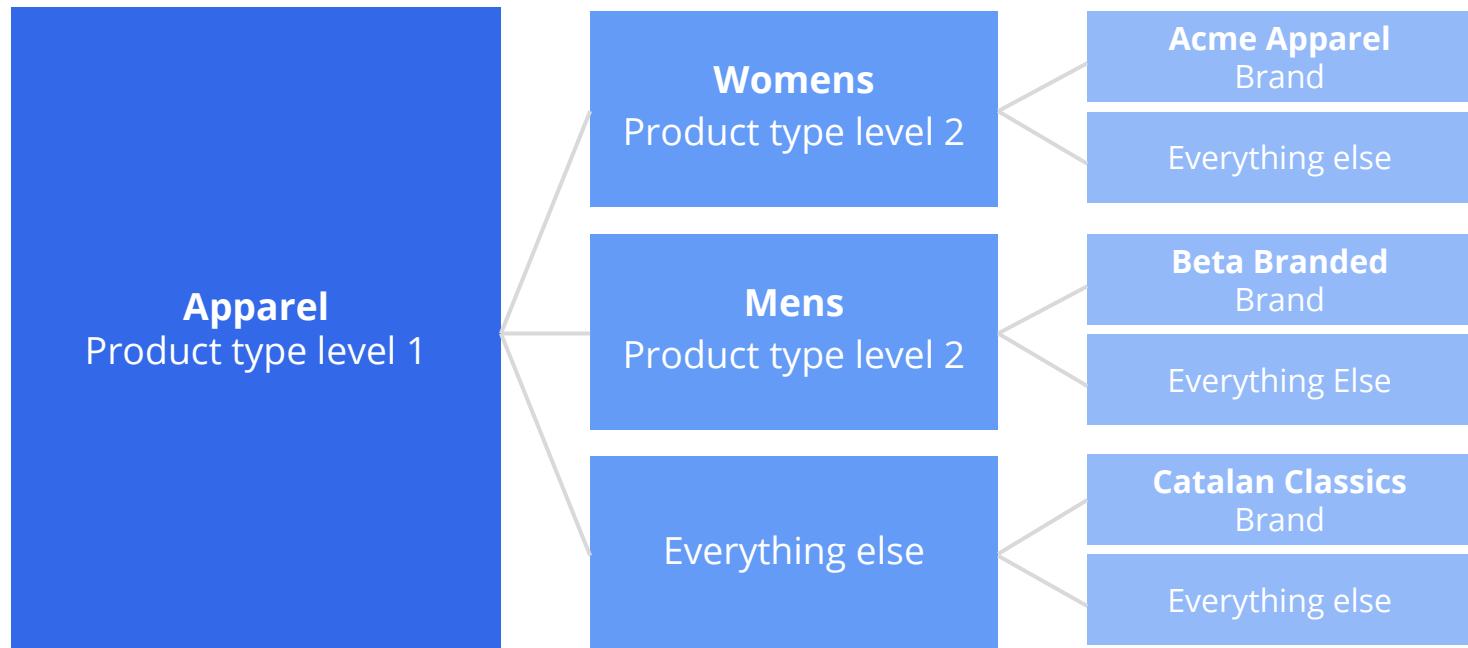 Apparel
Product type level 1
Womens
Product type level 2
Acme Apparel
Brand
Everything else
Mens
Product type level 2
Beta Branded
Brand
Everything Else
Everything else
Catalan Classics
Brand
Everything else